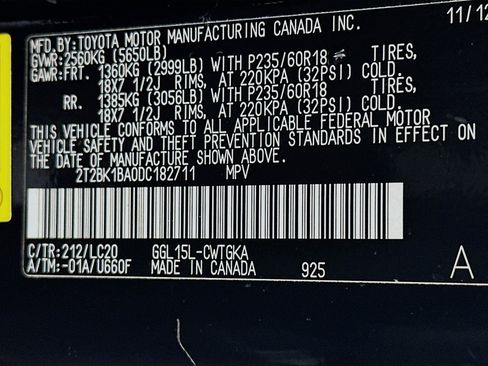 MFD.BY:TOYOTA MOTOR MANUFACTURING CANADA INC. 11/12
GVWR: 2560KG (5650LB)
GAWR:FRT. 1360KG (2999LB) WITH P235/60R18 TIRES,
18X7 1/2J RIMS, AT 220KPA (32PSI) COLD.
RR. 1385KG (3056LB) WITH P235/60R18 TIRES,
18X7 1/2J RIMS, AT 220KPA (32PSI) COLD.
THIS VEHICLE CONFORMS TO ALL APPLICABLE FEDERAL MOTOR
VEHICLE SAFETY AND THEFT PREVENTION STANDARDS IN EFFECT ON
THE DATE OF MANUFACTURE SHOWN ABOVE.
2T2BK1BA0DC182711 MPV
C/TR:212/LC20 GGL15L-CWTGKA
A/TM:-01A/U660F MADE IN CANADA 925 A